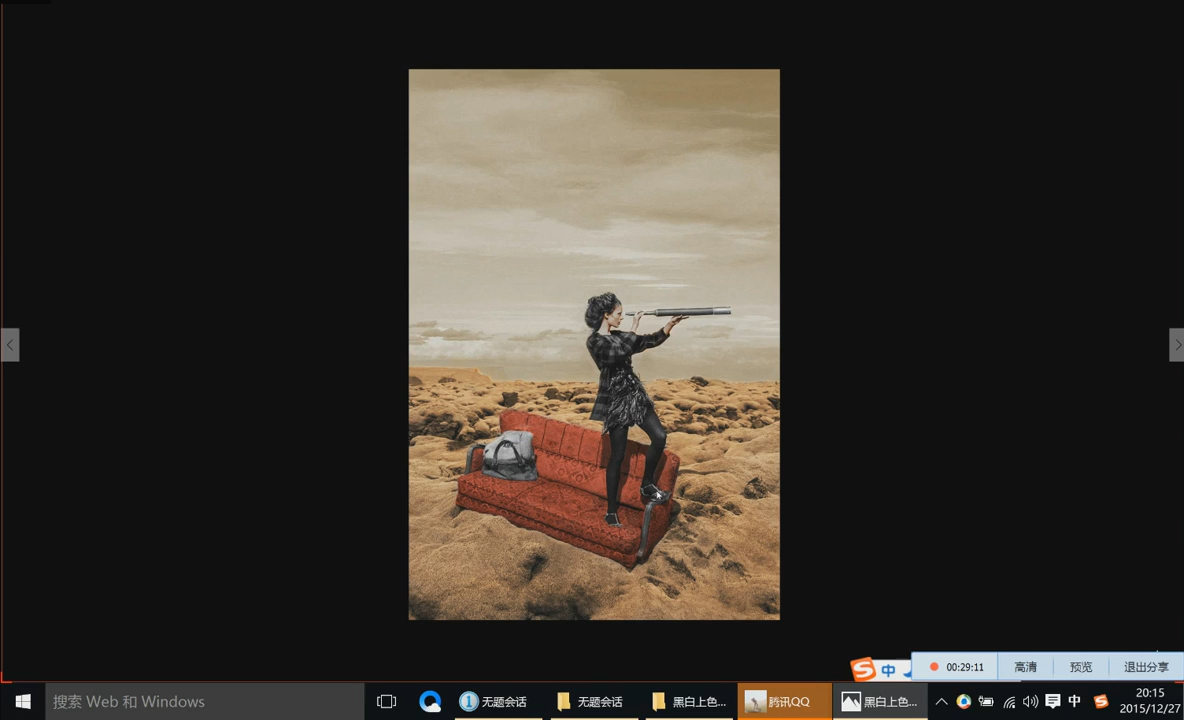 中
00:29:11
高清
预览
退出分享
搜索 Web 和 Windows
无题会话
无题会话
黑白上色...
腾讯QQ
黑白上色...
中
20:15
2015/12/27